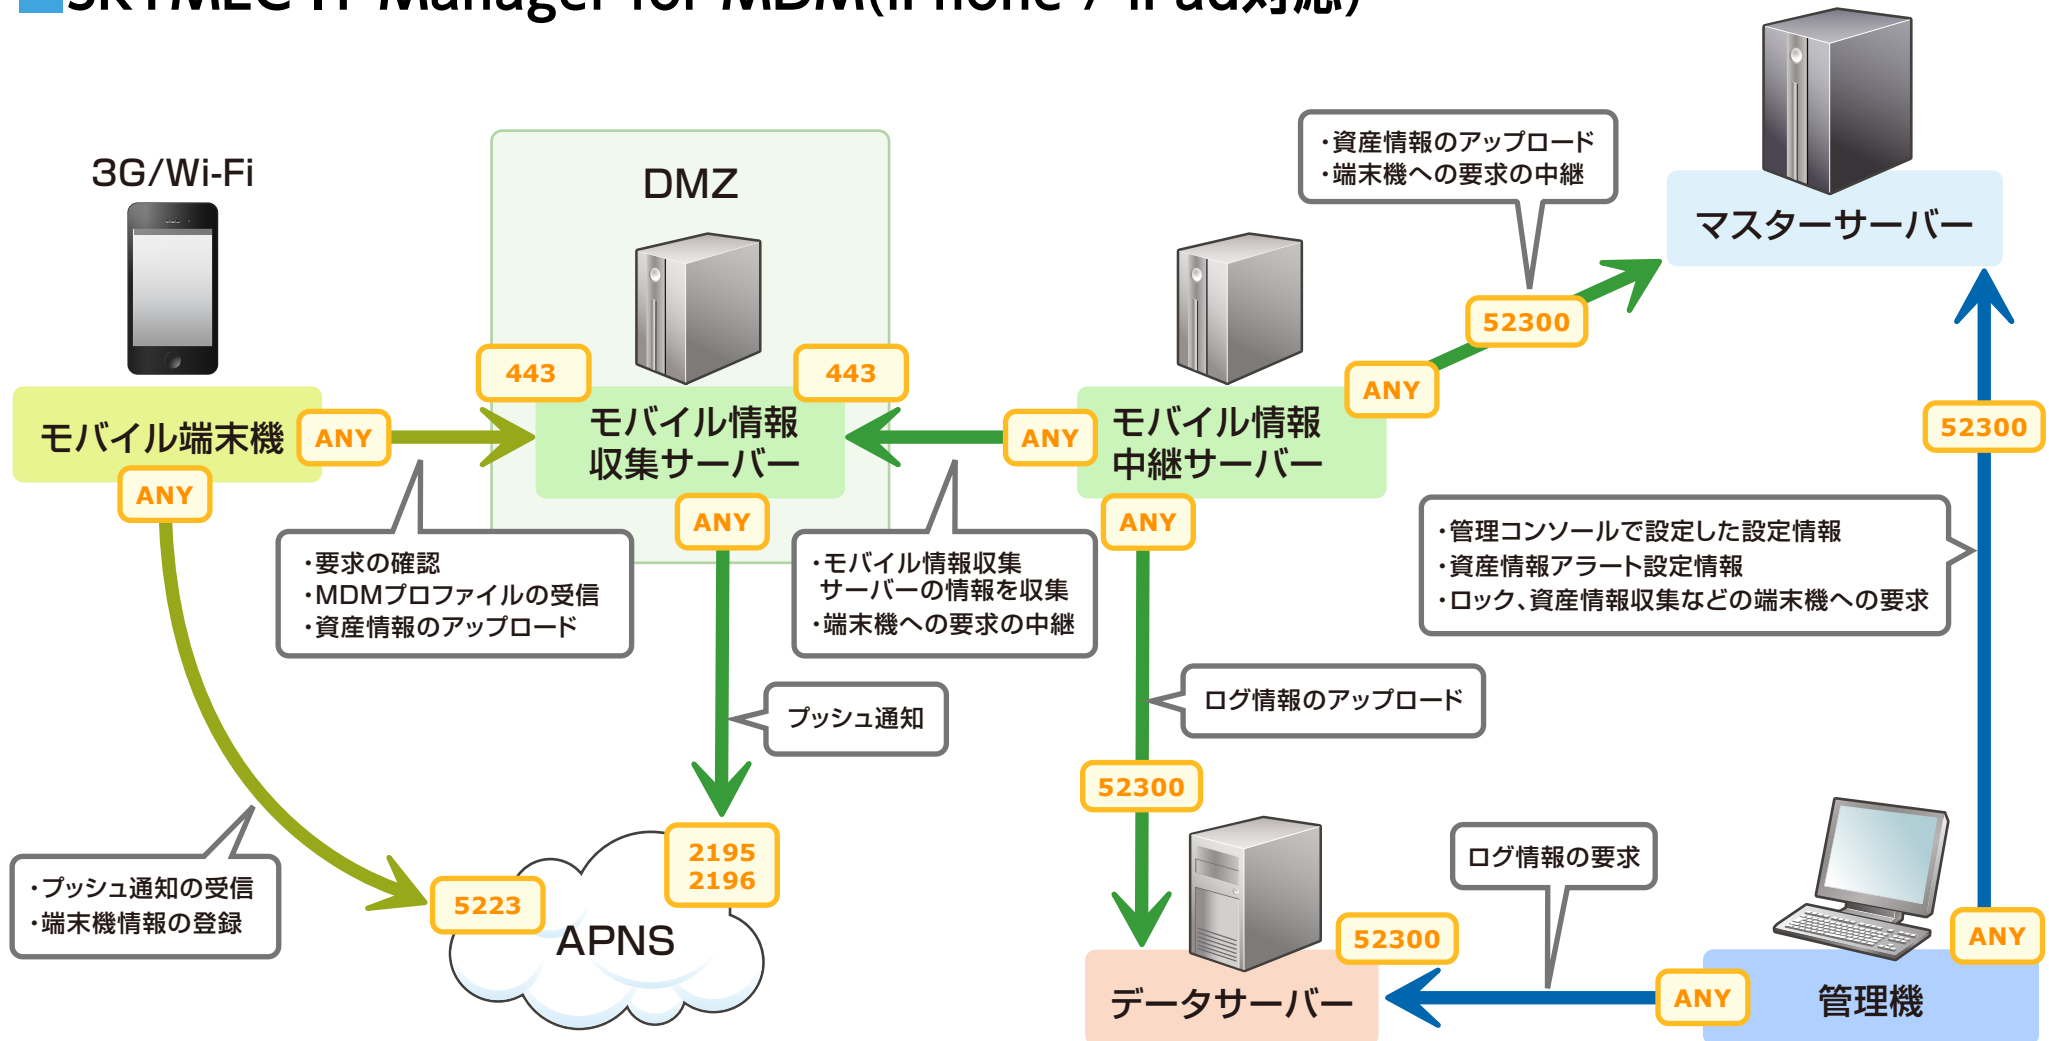 SKYMEC IT Manager for MDM(iPhone / iPad対応)
3G/Wi-Fi
モバイル端末機
ANY
ANY
・要求の確認
・MDMプロファイルの受信
・資産情報のアップロード
・プッシュ通知の受信
・端末機情報の登録
DMZ
443
443
モバイル情報
収集サーバー
ANY
プッシュ通知
2195
2196
5223
APNS
ANY
モバイル情報
中継サーバー
ANY
ANY
・モバイル情報収集
サーバーの情報を収集
・端末機への要求の中継
・資産情報のアップロード
・端末機への要求の中継
52300
マスターサーバー
52300
・管理コンソールで設定した設定情報
・資産情報アラート設定情報
・ロック、資産情報収集などの端末機への要求
ログ情報のアップロード
52300
データサーバー
52300
ログ情報の要求
ANY
ANY
管理機